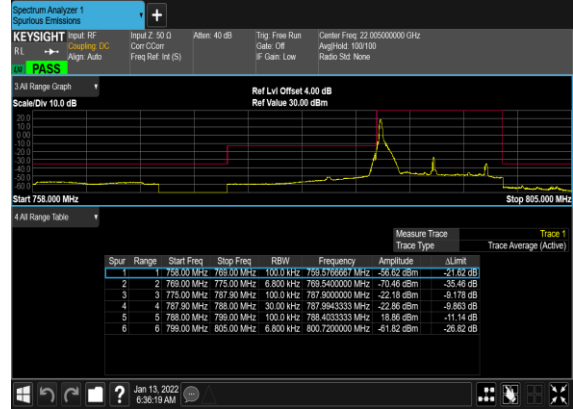 Spectrum Analyzer 1
Spurious Emissions
KEYSIGHT Input: RF Input Z: 50 Ω Atten: 40 dB Trig: Free Run Center Freq: 22.005000000 GHz
RL Coupling: DC Corr CCorr Gate: Off Avg|Hold: 100/100
Align: Auto Freq Ref: Int (S) IF Gain: Low Radio Std: None
PASS
3 All Range Graph
Ref Lvl Offset 4.00 dB
Scale/Div 10.0 dB Ref Value 30.00 dBm
20.0
10.0
0.00
-10.0
-20.0
-30.0
-40.0
-50.0
-60.0
Start 758.000 MHz Stop 805.000 MHz
4 All Range Table
Measure Trace Trace 1
Trace Type Trace Average (Active)
Spur Range Start Freq Stop Freq RBW Frequency Amplitude ΔLimit
1 1 758.00 MHz 769.00 MHz 100.0 kHz 759.5766667 MHz -56.62 dBm -21.62 dB
2 2 769.00 MHz 775.00 MHz 6.800 kHz 769.5400000 MHz -70.46 dBm -35.46 dB
3 3 775.00 MHz 787.90 MHz 100.0 kHz 787.9000000 MHz -22.18 dBm -9.178 dB
4 4 787.90 MHz 788.00 MHz 30.00 kHz 787.9943333 MHz -22.86 dBm -9.863 dB
5 5 788.00 MHz 799.00 MHz 100.0 kHz 788.4033333 MHz 18.86 dBm -11.14 dB
6 6 799.00 MHz 805.00 MHz 6.800 kHz 800.7200000 MHz -61.82 dBm -26.82 dB
Jan 13, 2022
6:36:19 AM